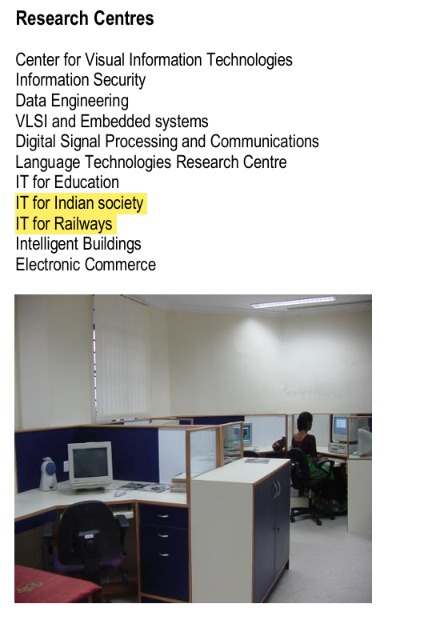 Research Centres
Center for Visual Information Technologies
Information Security
Data Engineering
VLSI and Embedded systems
Digital Signal Processing and Communications
Language Technologies Research Centre
IT for Education
IT for Indian society
IT for Railways
Intelligent Buildings
Electronic Commerce